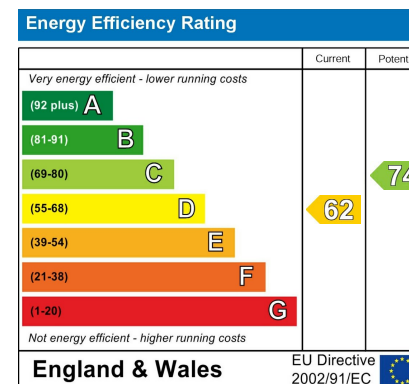 Energy Efficiency Rating
Current
Potent
Very energy efficient - lower running costs
(92 plus) A
(81-91) B
(69-80) C
74
(55-68) D
62
(39-54) E
(21-38) F
(1-20) G
Not energy efficient - higher running costs
England & Wales
EU Directive
2002/91/EC